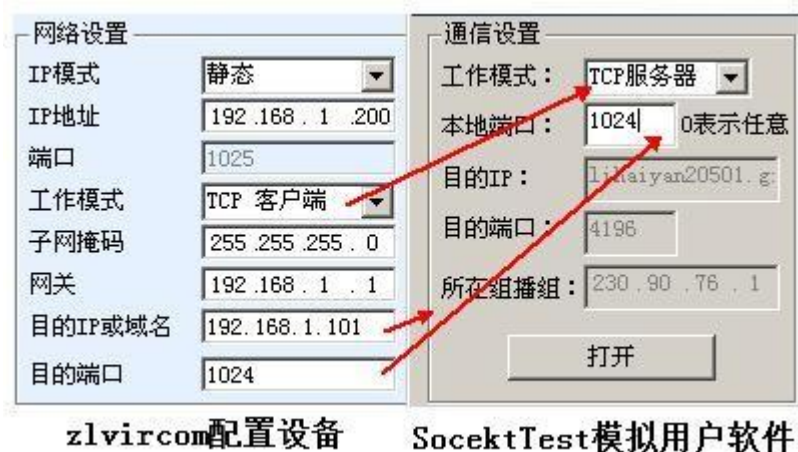 网络设置
IP模式 静态
IP地址 192 .168 . 1 .200
端口 1025
工作模式 TCP 客户端
子网掩码 255 .255 .255 . 0
网关 192 .168 . 1 . 1
目的IP或域名 192.168.1.101
目的端口 1024
zlvircom配置设备
通信设置
工作模式： TCP服务器
本地端口： 1024 0表示任意
目的IP： lihaiyan20501.g
目的端口： 4196
所在组播组： 230 .90 .76 . 1
打开
SocektTest模拟用户软件